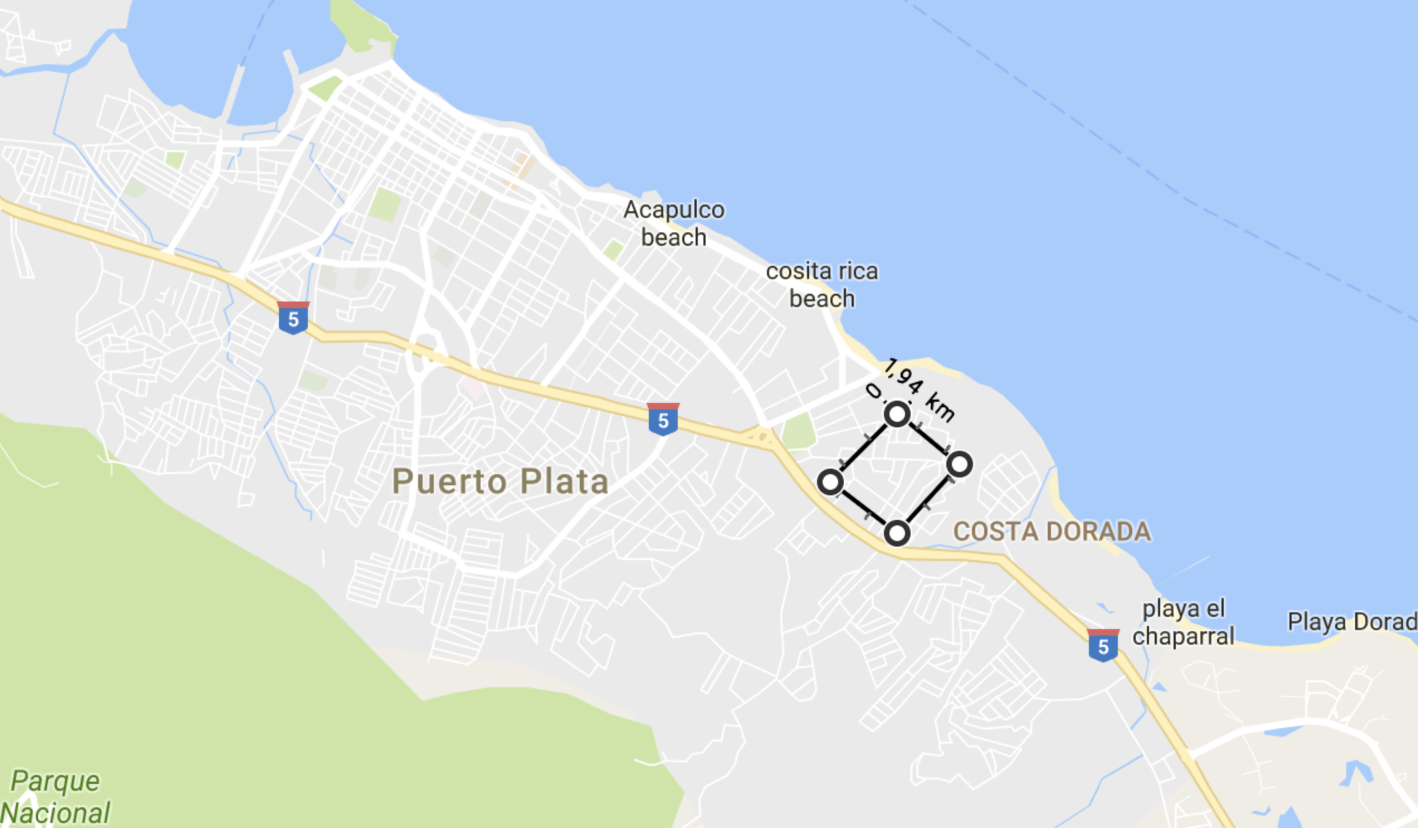 Acapulco
beach
cosita rica
beach
5
1,94 km
0
5
Puerto Plata
COSTA DORADA
playa el
chaparral
Playa Dorad
5
Parque
Nacional